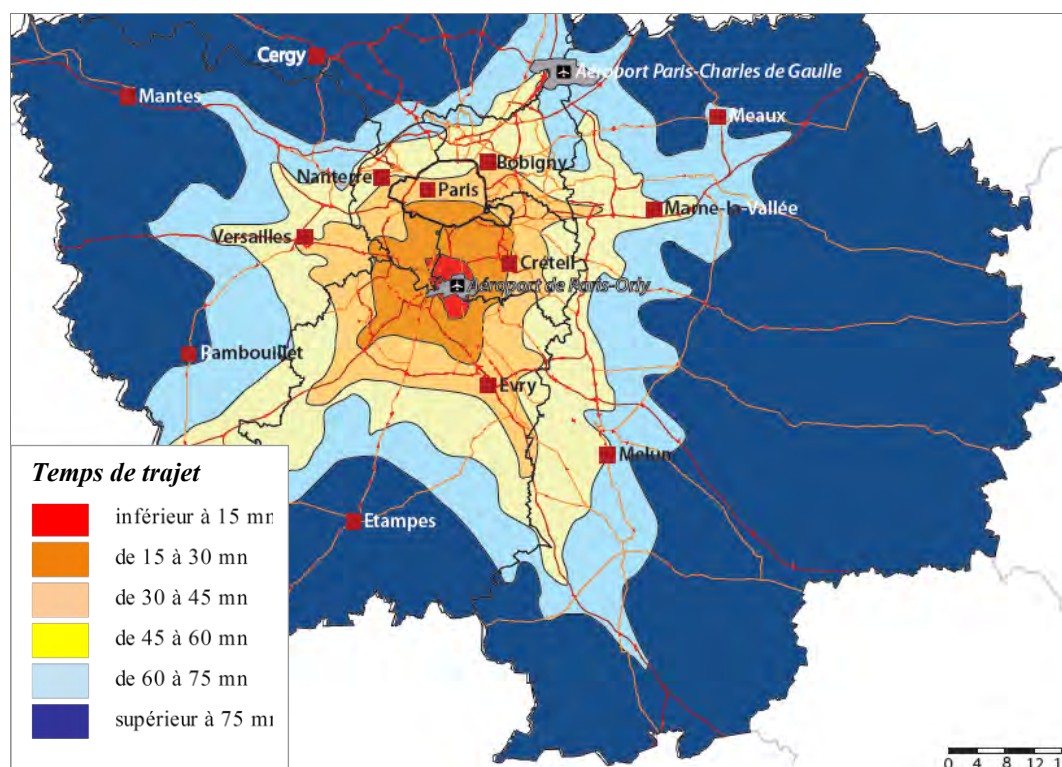 Cergy
Aéroport Paris-Charles de Gaulle
Mantes
Meaux
Bobigny
Nanterre
Paris
Marne-la-Vallée
Versailles
Créteil
Aéroport de Paris-Orly
Rambouillet
Evry
Melun
Etampes
Temps de trajet
inférieur à 15 mn
de 15 à 30 mn
de 30 à 45 mn
de 45 à 60 mn
de 60 à 75 mn
supérieur à 75 mn
0 4 8 12